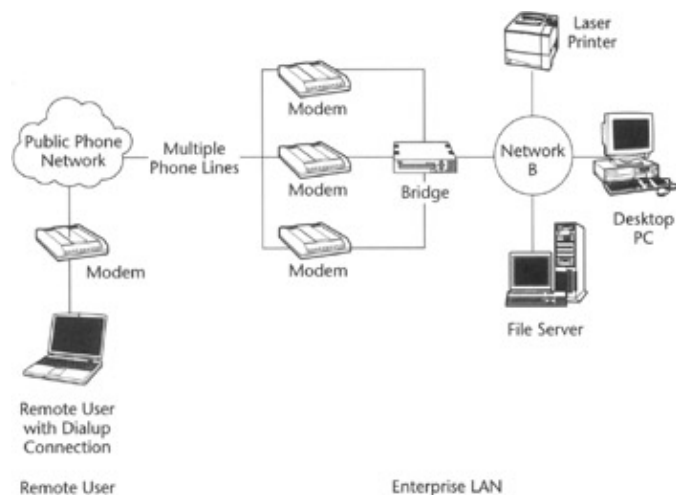 Laser
Printer
Modem
Public Phone
Network
Multiple
Phone Lines
Modem
Bridge
Network
B
Desktop
PC
Modem
Modem
File Server
Remote User
with Dialup
Connection
Remote User
Enterprise LAN